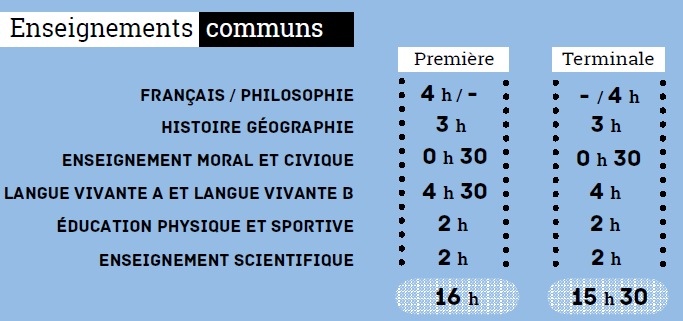 Enseignements communs
Première Terminale
FRANÇAIS / PHILOSOPHIE 4 h / - - / 4 h
HISTOIRE GÉOGRAPHIE 3 h 3 h
ENSEIGNEMENT MORAL ET CIVIQUE 0 h 30 0 h 30
LANGUE VIVANTE A ET LANGUE VIVANTE B 4 h 30 4 h
ÉDUCATION PHYSIQUE ET SPORTIVE 2 h 2 h
ENSEIGNEMENT SCIENTIFIQUE 2 h 2 h
16 h 15 h 30